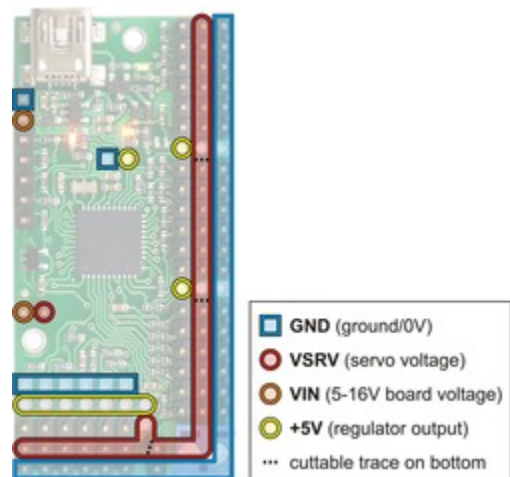 GND (ground/0V)
VSRV (servo voltage)
VIN (5-16V board voltage)
+5V (regulator output)
cuttable trace on bottom